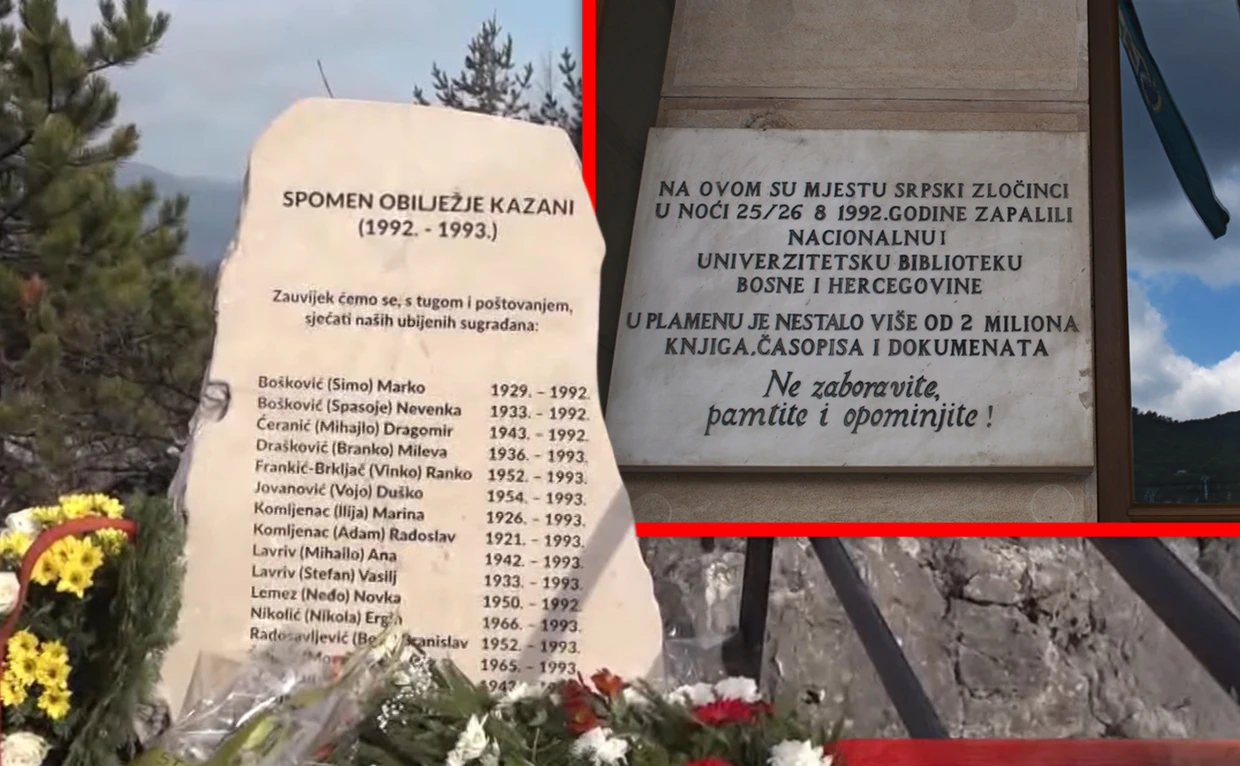 SPOMEN OBILJEŽJE KAZANI
(1992. - 1993.)
Zauvijek ćemo se, s tugom i poštovanjem,
sjećati naših ubijenih sugrađana:
Bošković (Simo) Marko 1929. – 1992.
Bošković (Spasoje) Nevenka 1933. – 1992.
Ćeranić (Mihajlo) Dragomir 1943. – 1992.
Drašković (Branko) Mileva 1936. – 1993.
Frankić-Brkljač (Vinko) Ranko 1952. – 1993.
Jovanović (Vojo) Duško 1954. – 1993.
Komljenac (Ilija) Marina 1926. – 1993.
Komljenac (Adam) Radoslav 1921. – 1993.
Lavriv (Mihailo) Ana 1942. – 1993.
Lavriv (Stefan) Vasilj 1933. – 1993.
Lemez (Neđo) Novka 1950. – 1992.
Nikolić (Nikola) 1966. – 1993.
Radosavljević 1952. – 1993.
1965. – 1993.
NA OVOM SU MJESTU SRPSKI ZLOČINCI
U NOĆI 25/26 8 1992.GODINE ZAPALILI
NACIONALNU I
UNIVERZITETSKU BIBLIOTEKU
BOSNE I HERCEGOVINE
U PLAMENU JE NESTALO VIŠE OD 2 MILIONA
KNJIGA,ČASOPISA I DOKUMENATA
Ne zaboravite,
pamtite i opominjite !